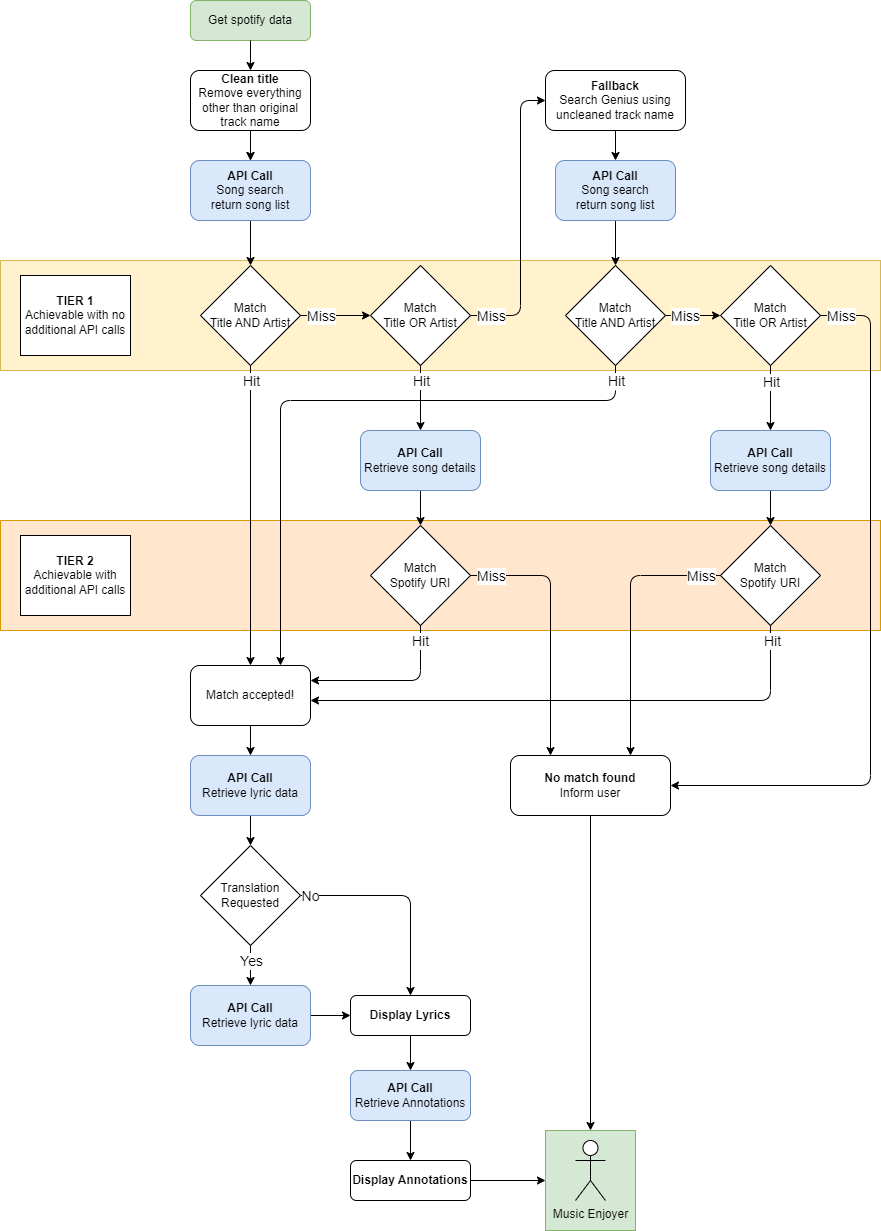 Get spotify data
Clean title
Remove everything
other than original
track name
Fallback
Search Genius using
uncleaned track name
API Call
Song search
return song list
API Call
Song search
return song list
TIER 1
Achievable with no
additional API calls
Match
Title AND Artist
Miss
Match
Title OR Artist
Miss
Match
Title AND Artist
Miss
Match
Title OR Artist
Miss
Hit
Hit
Hit
Hit
API Call
Retrieve song details
API Call
Retrieve song details
TIER 2
Achievable with
additional API calls
Match
Spotify URI
Miss
Miss
Match
Spotify URI
Hit
Hit
Match accepted!
API Call
Retrieve lyric data
No match found
Inform user
Translation
Requested
No
Yes
API Call
Retrieve lyric data
Display Lyrics
API Call
Retrieve Annotations
Display Annotations
Music Enjoyer